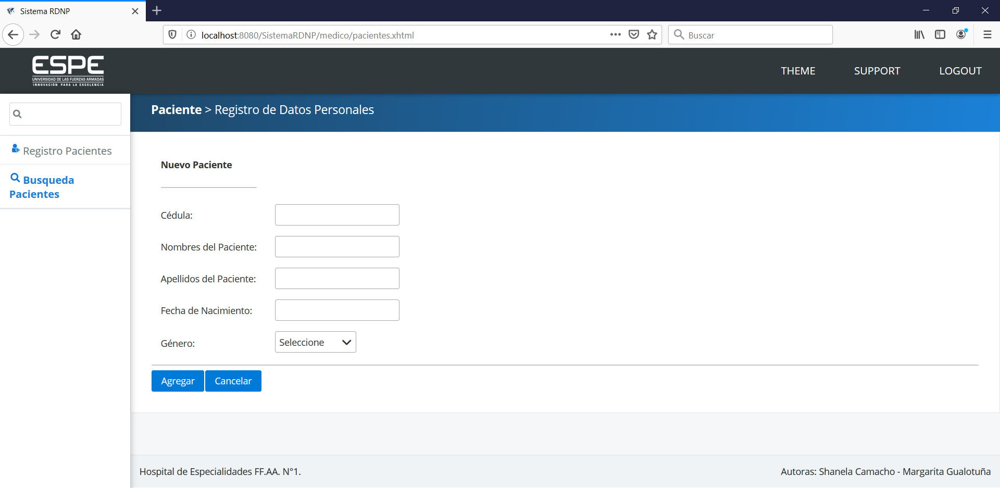 Sistema RDNP
localhost:8080/SistemaRDNP/medico/pacientes.xhtml
Buscar
ESPE
UNIVERSIDAD DE LAS FUERZAS ARMADAS
INNOVACIÓN PARA LA EXCELENCIA
THEME SUPPORT LOGOUT
Paciente > Registro de Datos Personales
Registro Pacientes
Busqueda
Pacientes
Nuevo Paciente
Cédula:
Nombres del Paciente:
Apellidos del Paciente:
Fecha de Nacimiento:
Género: Seleccione
Agregar Cancelar
Hospital de Especialidades FF.AA. N°1.
Autoras: Shanela Camacho - Margarita Gualotuña